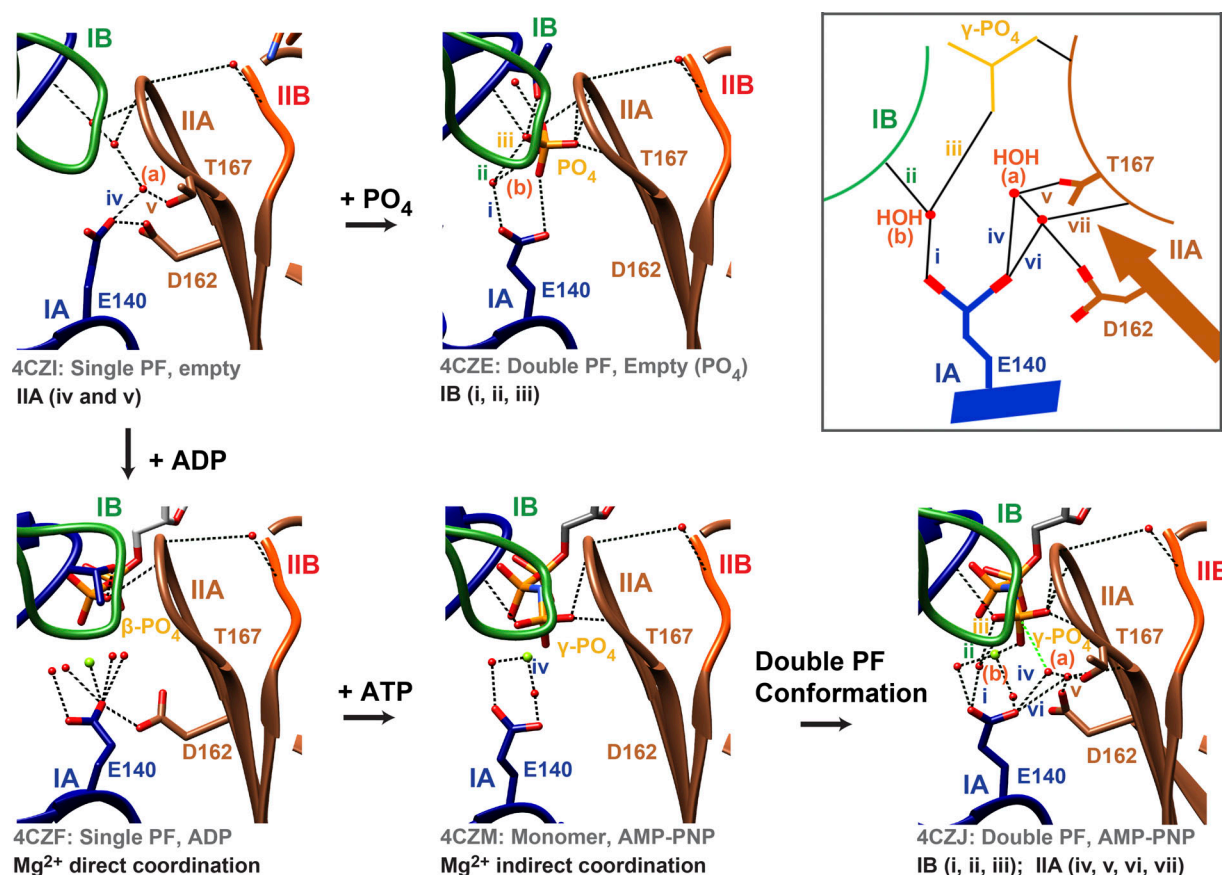 IB
IIB
IIA
(a)
T167
iv
v
D162
IA
E140
4CZI: Single PF, empty
IIA (iv and v)
+ PO4
IB
IIB
iii
IIA
ii
T167
(b)
PO4
i
D162
IA
E140
4CZE: Double PF, Empty (PO4)
IB (i, ii, iii)
γ-PO4
IB
iii
ii
HOH
(a)
T167
v
HOH
(b)
iv
vii
i
vi
IIA
D162
E140
IA
+ ADP
IB
IIB
IIA
β-PO4
T167
D162
IA
E140
4CZF: Single PF, ADP
Mg2+ direct coordination
+ ATP
IB
IIB
IIA
T167
γ-PO4
iv
D162
IA
E140
4CZM: Monomer, AMP-PNP
Mg2+ indirect coordination
Double PF
Conformation
IB
IIB
IIA
iii
γ-PO4
T167
ii
(a)
(b)
iv
v
i
vi
D162
IA
E140
4CZJ: Double PF, AMP-PNP
IB (i, ii, iii); IIA (iv, v, vi, vii)